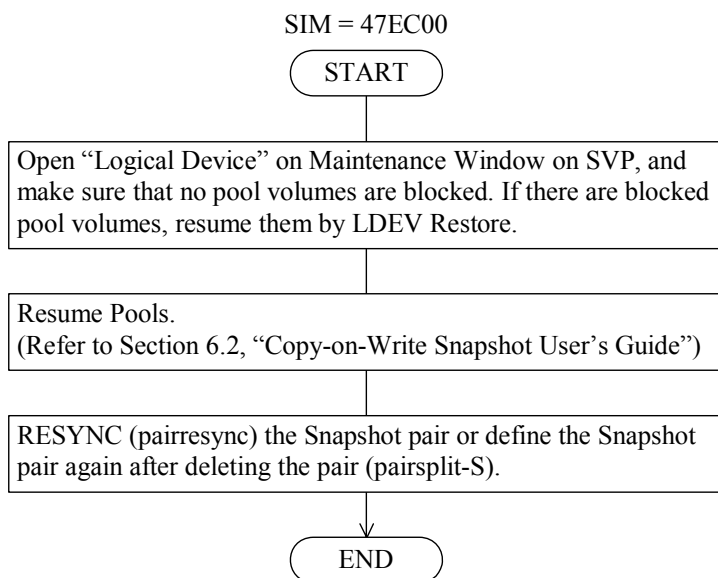 SIM = 47EC00
START
Open “Logical Device” on Maintenance Window on SVP, and
make sure that no pool volumes are blocked. If there are blocked
pool volumes, resume them by LDEV Restore.
Resume Pools.
(Refer to Section 6.2, “Copy-on-Write Snapshot User’s Guide”)
RESYNC (pairresync) the Snapshot pair or define the Snapshot
pair again after deleting the pair (pairsplit-S).
END